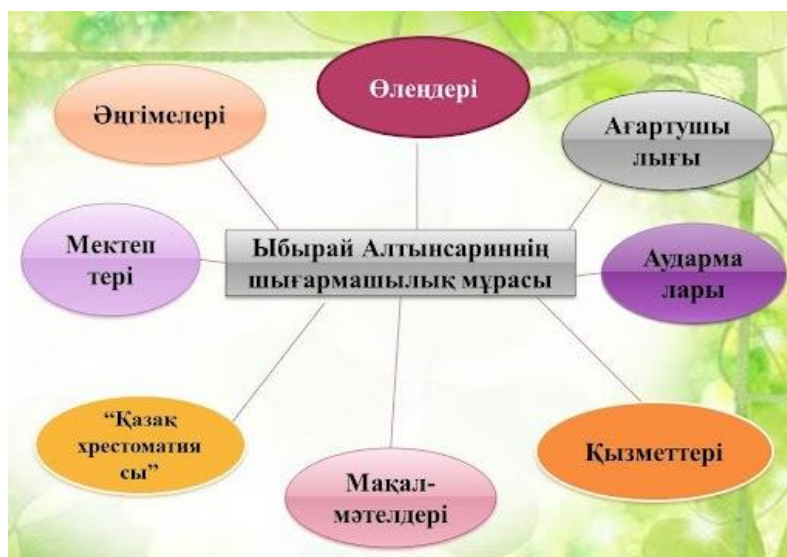 Өлеңдері
Әңгімелері
Ағартушы
лығы
Ыбырай Алтынсариннің
шығармашылық мұрасы
Мектеп
тері
Аударма
лары
“Қазақ
хрестоматия
сы”
Қызметтері
Мақал-
мәтелдері